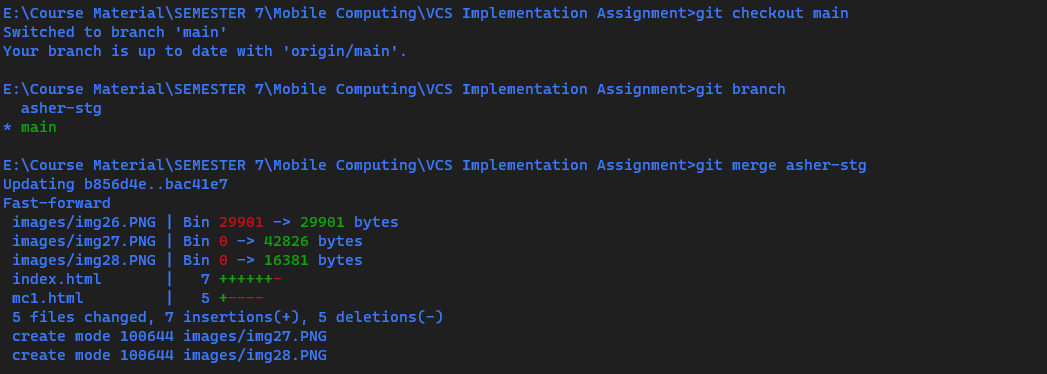 E:\Course Material\SEMESTER 7\Mobile Computing\VCS Implementation Assignment>git checkout main
Switched to branch 'main'
Your branch is up to date with 'origin/main'.
E:\Course Material\SEMESTER 7\Mobile Computing\VCS Implementation Assignment>git branch
  asher-stg
* main
E:\Course Material\SEMESTER 7\Mobile Computing\VCS Implementation Assignment>git merge asher-stg
Updating b856d4e..bac41e7
Fast-forward
 images/img26.PNG | Bin 29901 -> 29901 bytes
 images/img27.PNG | Bin 0 -> 42826 bytes
 images/img28.PNG | Bin 0 -> 16381 bytes
 index.html       |   7 ++++++-
 mc1.html         |   5 +----
 5 files changed, 7 insertions(+), 5 deletions(-)
 create mode 100644 images/img27.PNG
 create mode 100644 images/img28.PNG